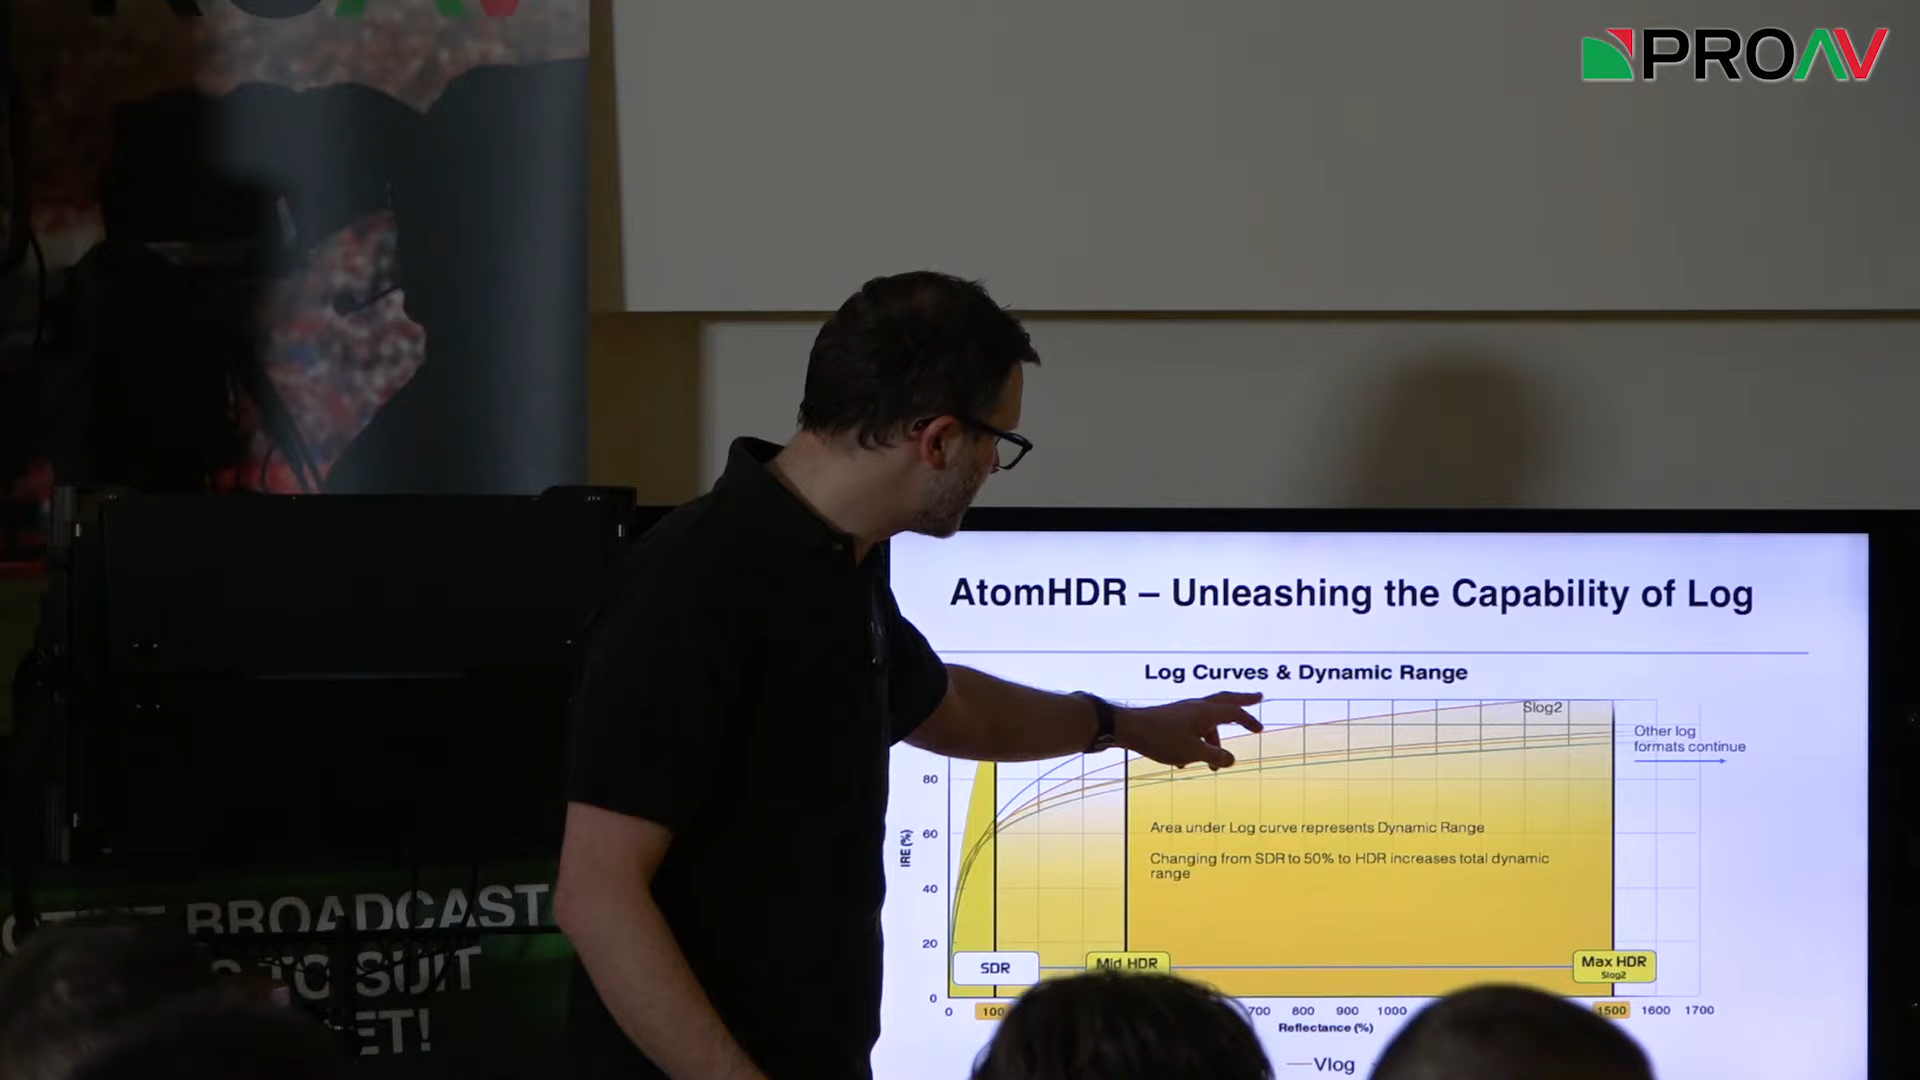 PROAV
AtomHDR – Unleashing the Capability of Log
Log Curves & Dynamic Range
Slog2
Other log
formats continue
80
Area under Log curve represents Dynamic Range
60
IRE (%)
Changing from SDR to 50% to HDR increases total dynamic
range
40
20
SDR
Mid HDR
Max HDR
Slog2
0
0 100 700 800 900 1000 1500 1600 1700
Reflectance (%)
Vlog
BROADCAST
TO SUIT